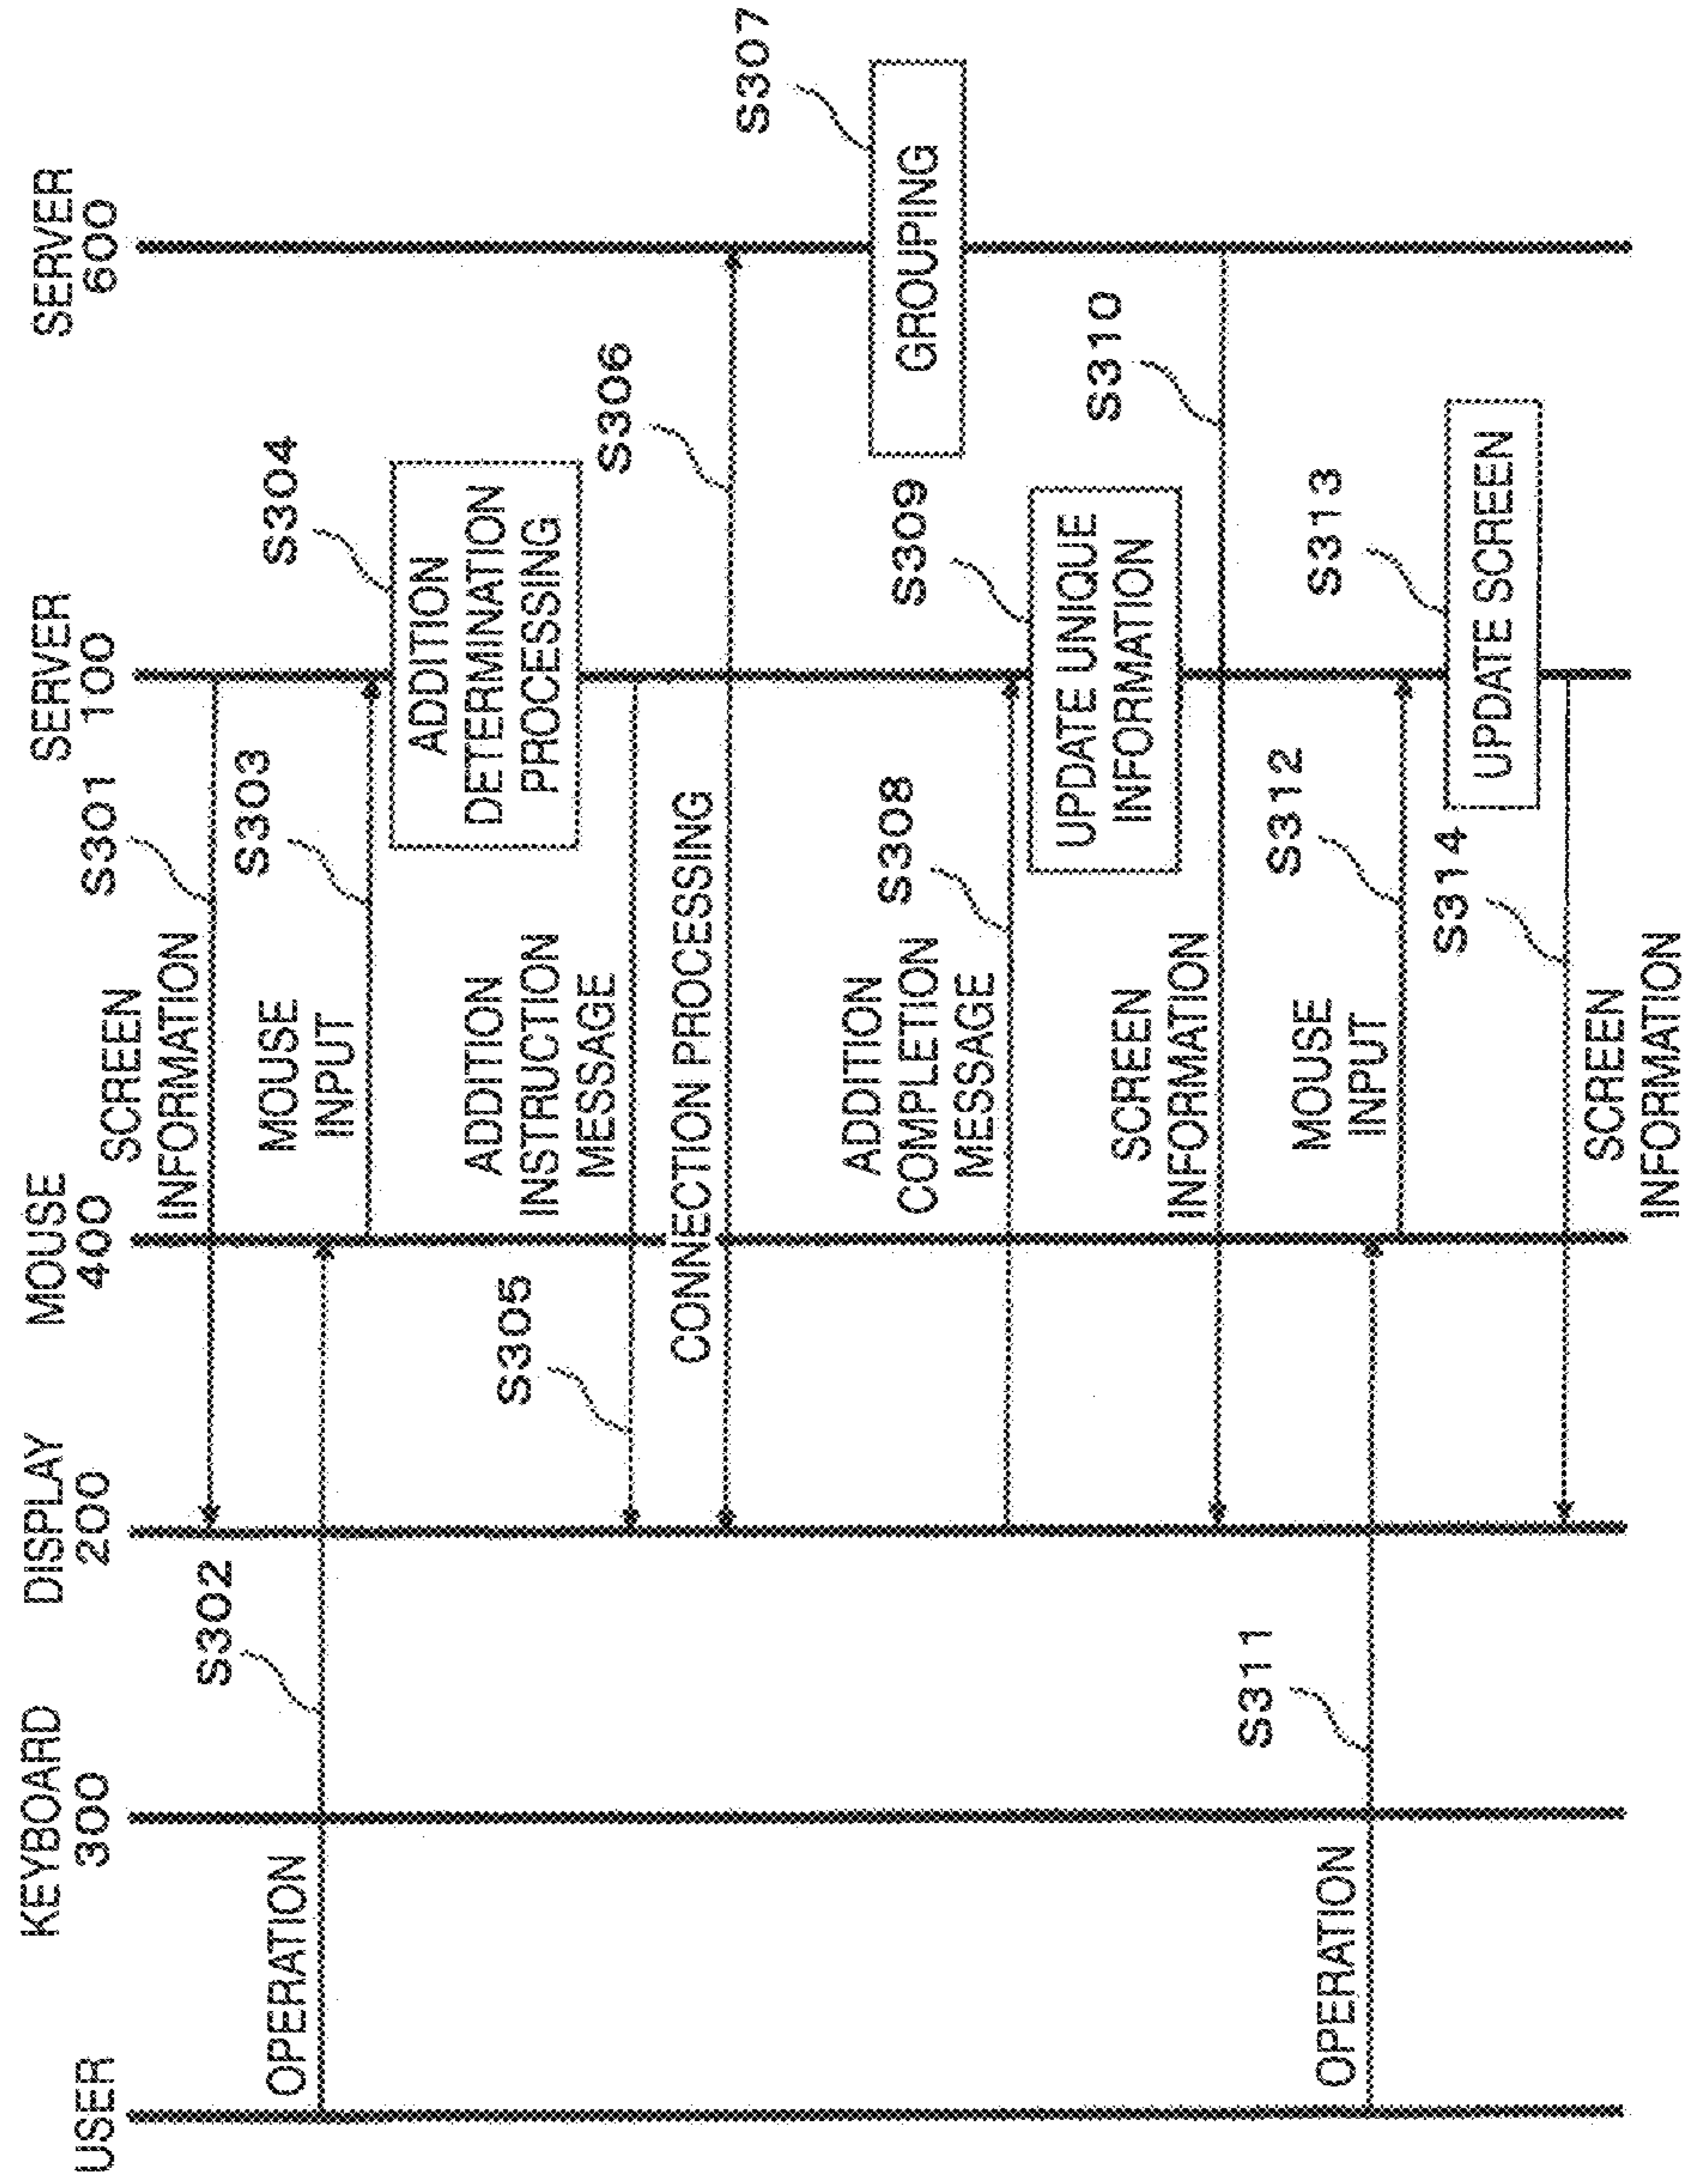 USER
KEYBOARD
300
DISPLAY
200
MOUSE
400
SERVER
100
SERVER
600
SCREEN
INFORMATION
S301
OPERATION
S302
MOUSE
INPUT
S303
ADDITION
DETERMINATION
PROCESSING
S304
ADDITION
INSTRUCTION
MESSAGE
S305
CONNECTION PROCESSING
S306
GROUPING
S307
ADDITION
COMPLETION
MESSAGE
S308
UPDATE UNIQUE
INFORMATION
S309
SCREEN
INFORMATION
S310
OPERATION
S311
MOUSE
INPUT
S312
UPDATE SCREEN
S313
S314
SCREEN
INFORMATION